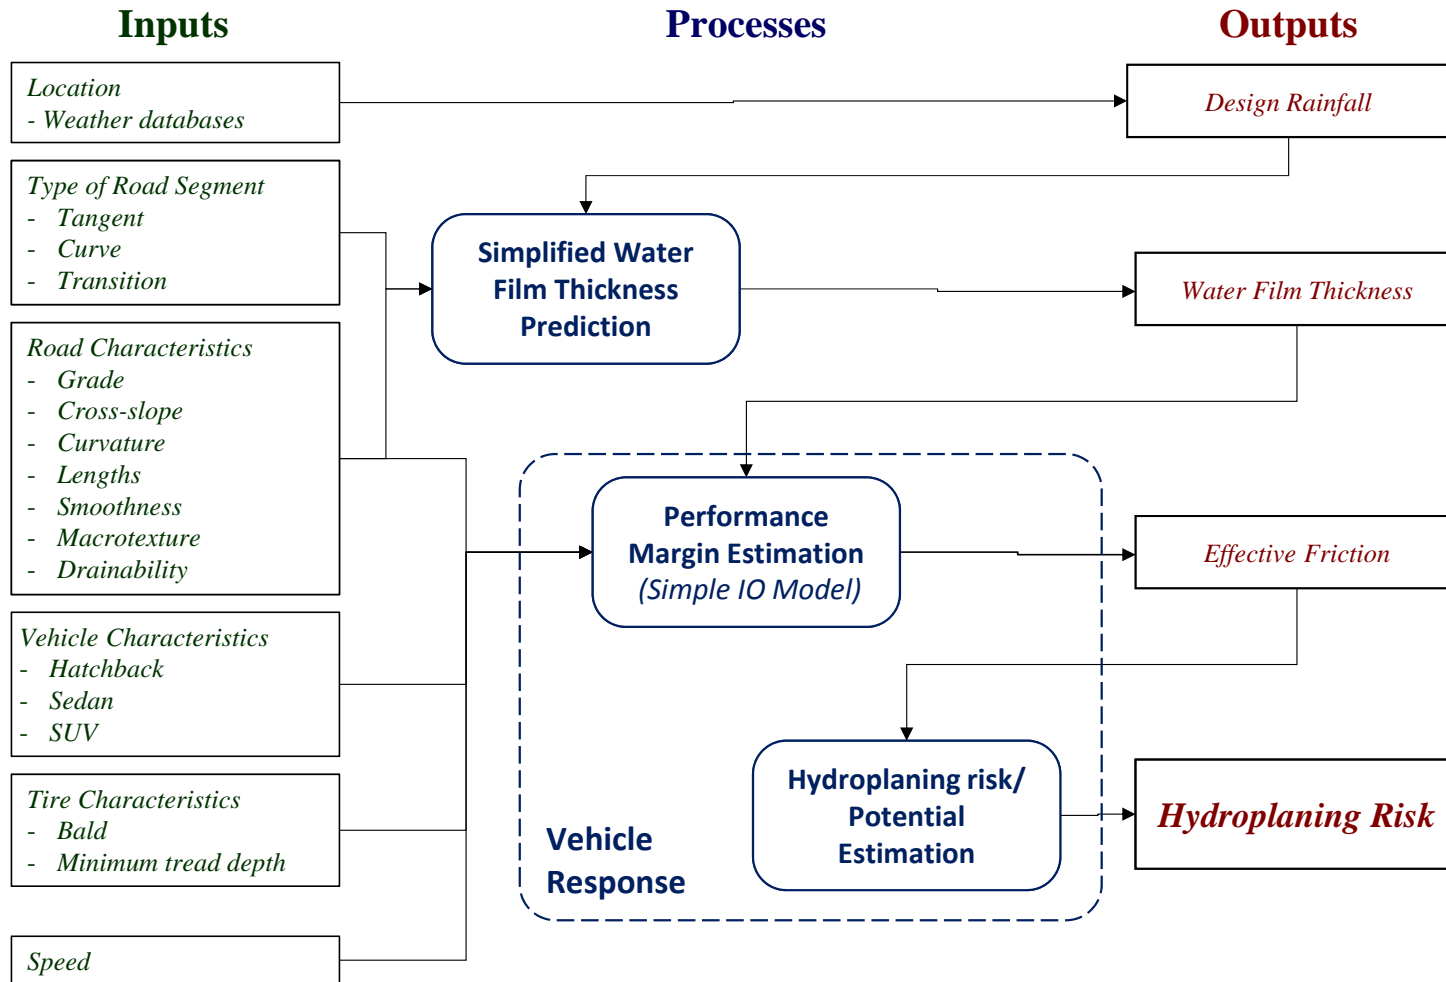 Inputs
Processes
Outputs
Location
- Weather databases
Design Rainfall
Type of Road Segment
- Tangent
- Curve
- Transition
Simplified Water
Film Thickness
Prediction
Water Film Thickness
Road Characteristics
- Grade
- Cross-slope
- Curvature
- Lengths
- Smoothness
- Macrotexture
- Drainability
Performance
Margin Estimation
(Simple IO Model)
Effective Friction
Vehicle Characteristics
- Hatchback
- Sedan
- SUV
Tire Characteristics
- Bald
- Minimum tread depth
Hydroplaning risk/
Potential
Estimation
Hydroplaning Risk
Vehicle
Response
Speed